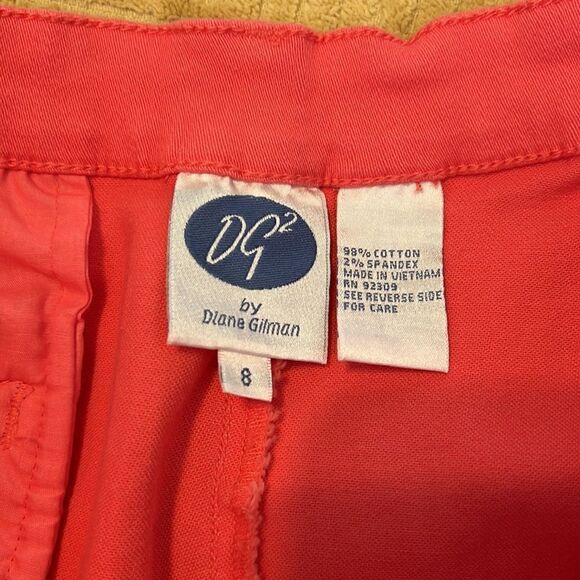 DG2
by
Diane Gilman
8
98% COTTON
2% SPANDEX
MADE IN VIETNAM
RN 92309
SEE REVERSE SIDE
FOR CARE